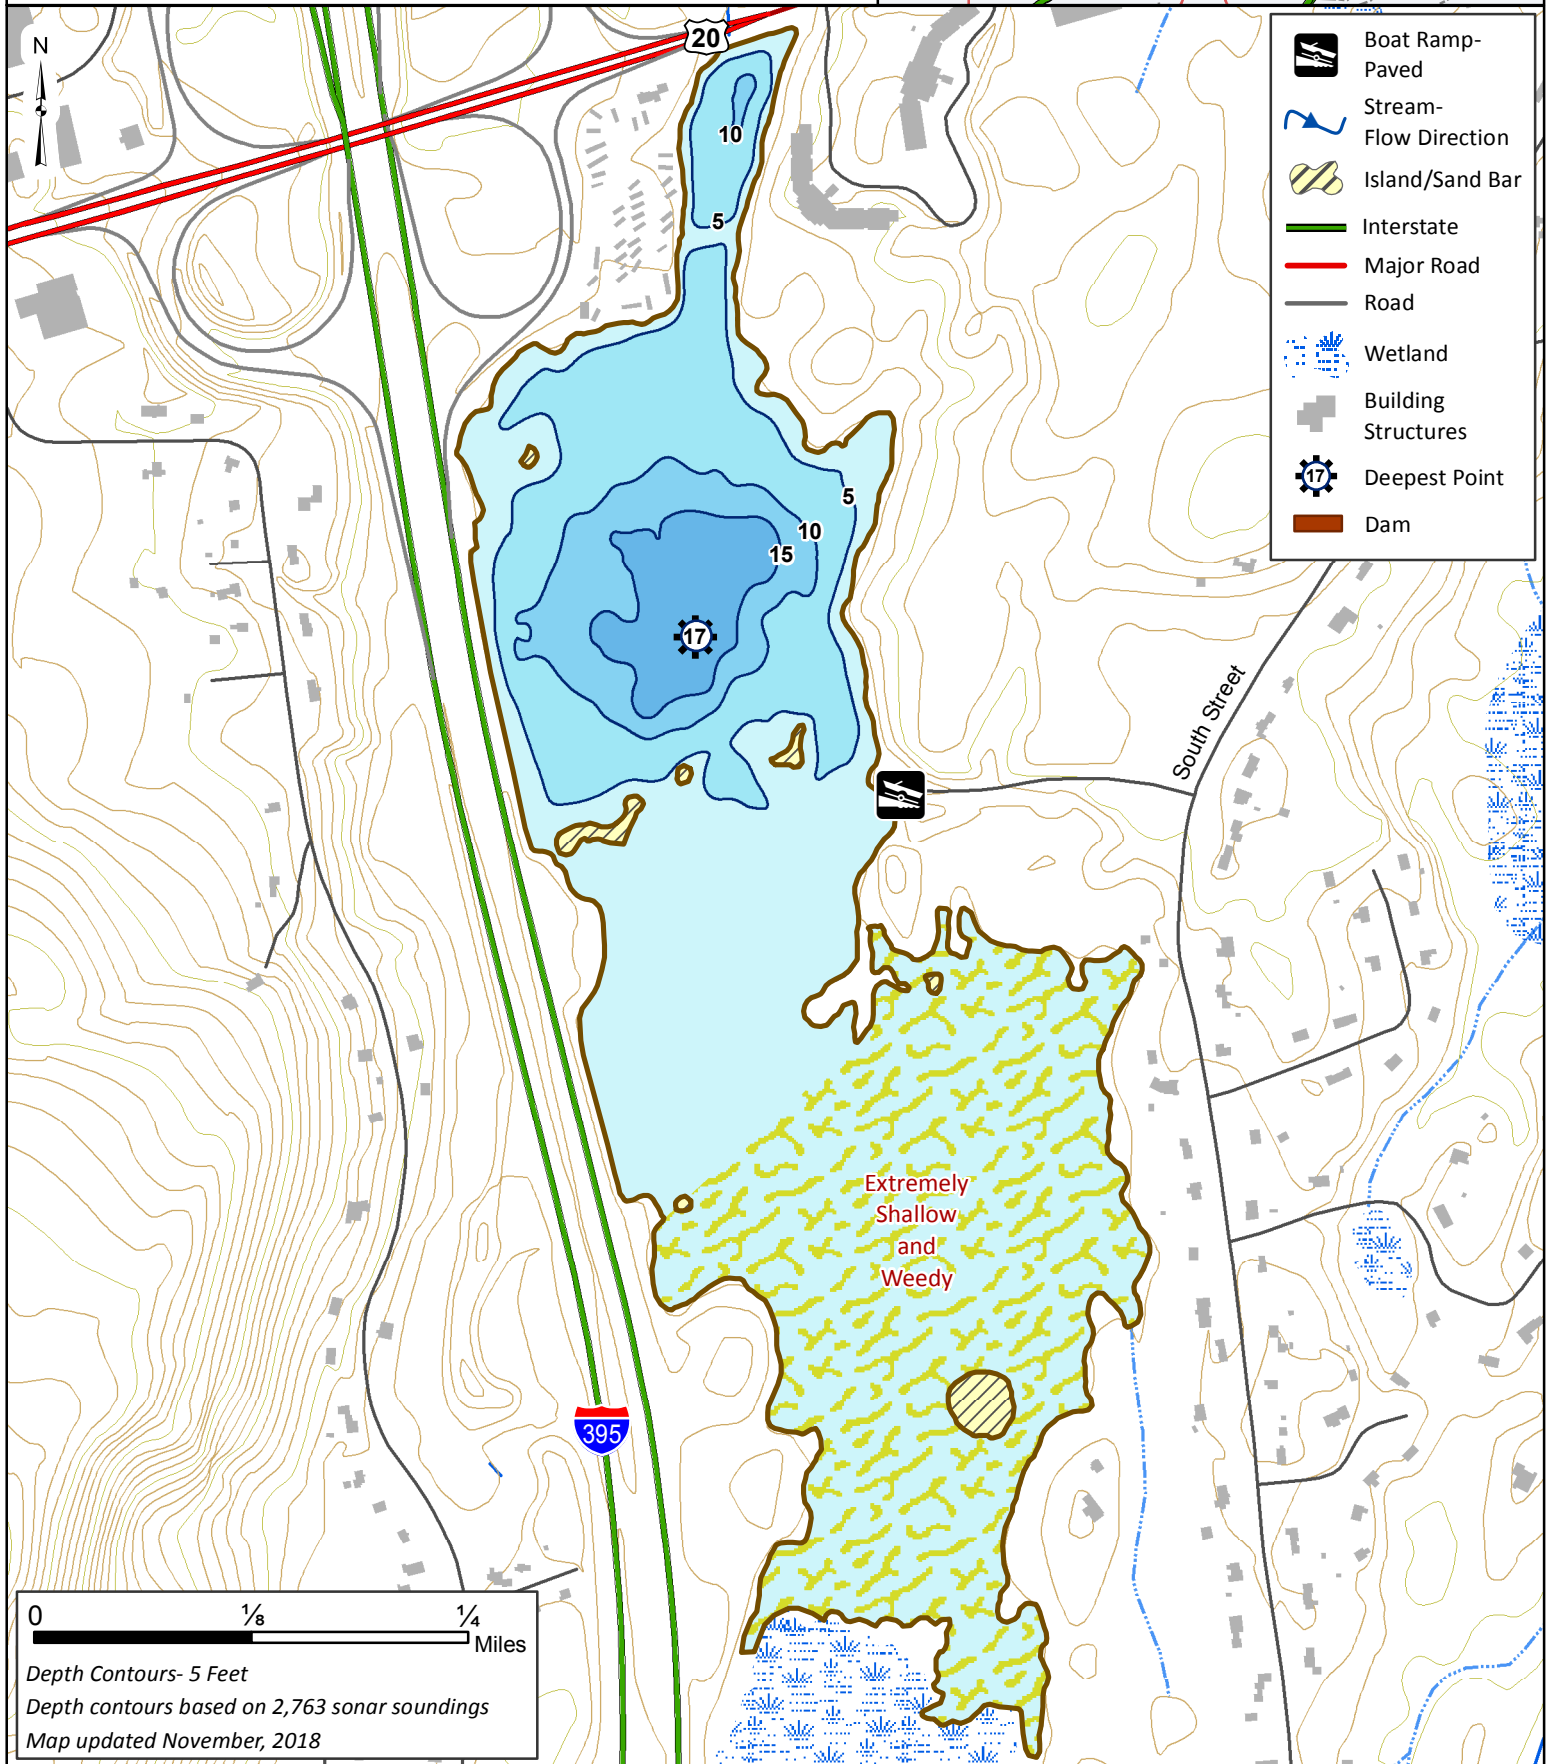 N
20
10
5
5
10
15
17
South Street
Extremely
Shallow
and
Weedy
395
Boat Ramp-
Paved
Stream-
Flow Direction
Island/Sand Bar
Interstate
Major Road
Road
Wetland
Building
Structures
17
Deepest Point
Dam
0 ⅛ ¼
Miles
Depth Contours- 5 Feet
Depth contours based on 2,763 sonar soundings
Map updated November, 2018